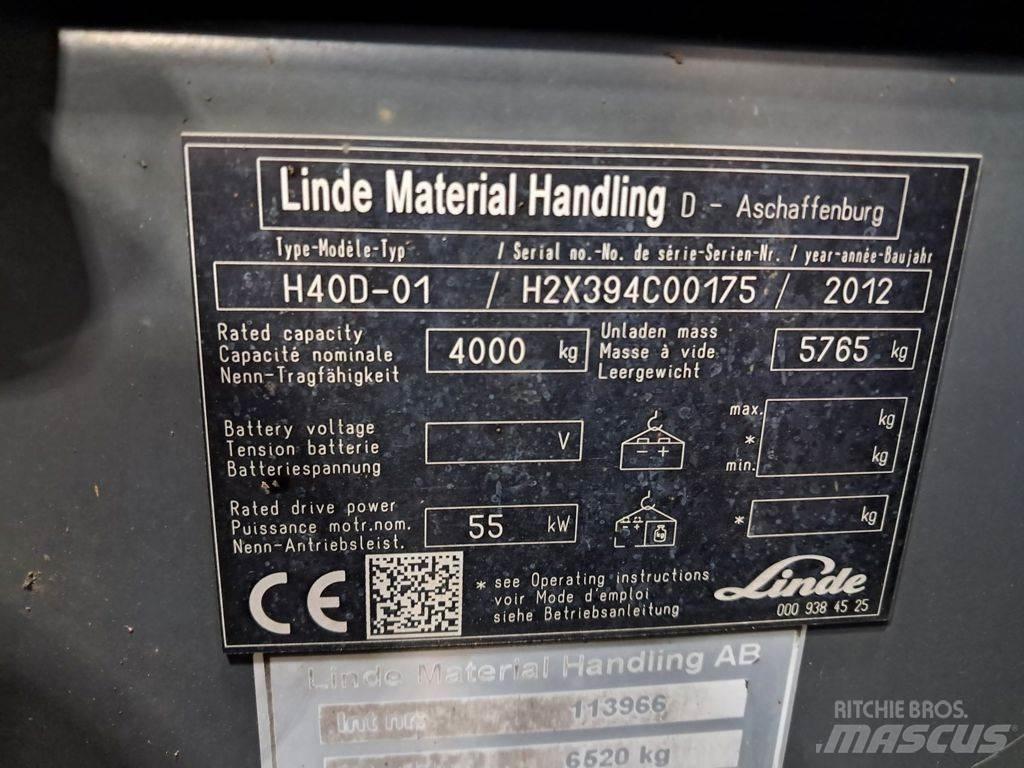 Linde Material Handling D - Aschaffenburg
Type-Modèle-Typ / Serial no.-No. de série-Serien-Nr. / year-année-Baujahr
H40D-01 / H2X394C00175 / 2012
Rated capacity
Capacité nominale
Nenn-Tragfähigkeit
4000 kg
Unladen mass
Masse à vide
Leergewicht
5765 kg
Battery voltage
Tension batterie
Batteriespannung
V
- +
max. kg
*
min. kg
Rated drive power
Puissance motr.nom.
Nenn-Antriebsleist.
55 kW
kg
* kg
CE
* see Operating instructions
voir Mode d'emploi
siehe Betriebsanleitung
Linde
000 938 45 25
Linde Material Handling AB
Int nr: 113966
6520 kg
RITCHIE BROS.
MASCUS